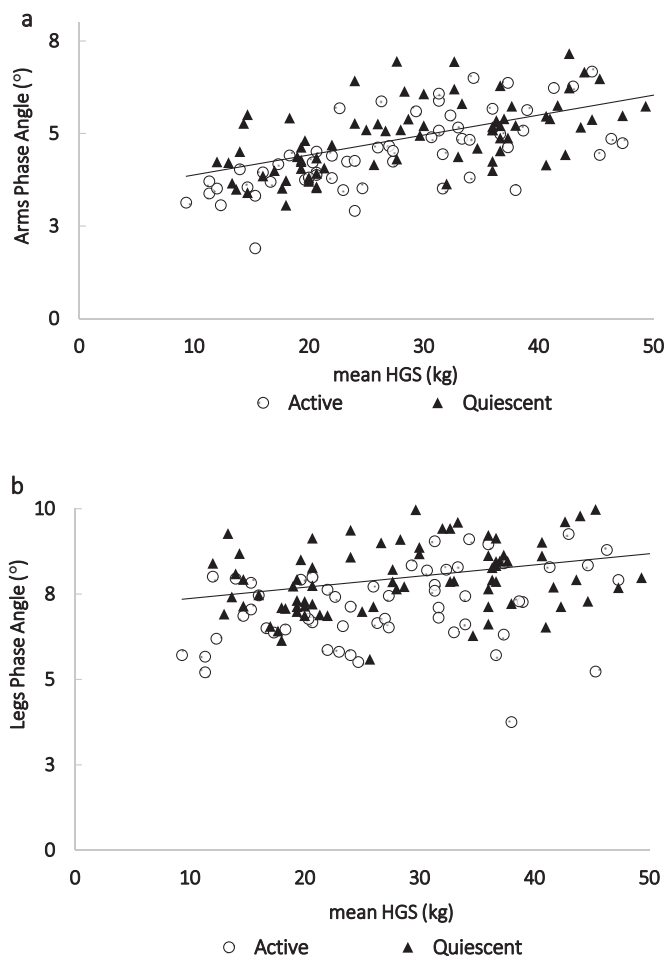 a
8
5
3
0
Arms Phase Angle (°)
0 10 20 30 40 50
mean HGS (kg)
Active Quiescent
b
10
8
5
3
0
Legs Phase Angle (°)
0 10 20 30 40 50
mean HGS (kg)
Active Quiescent